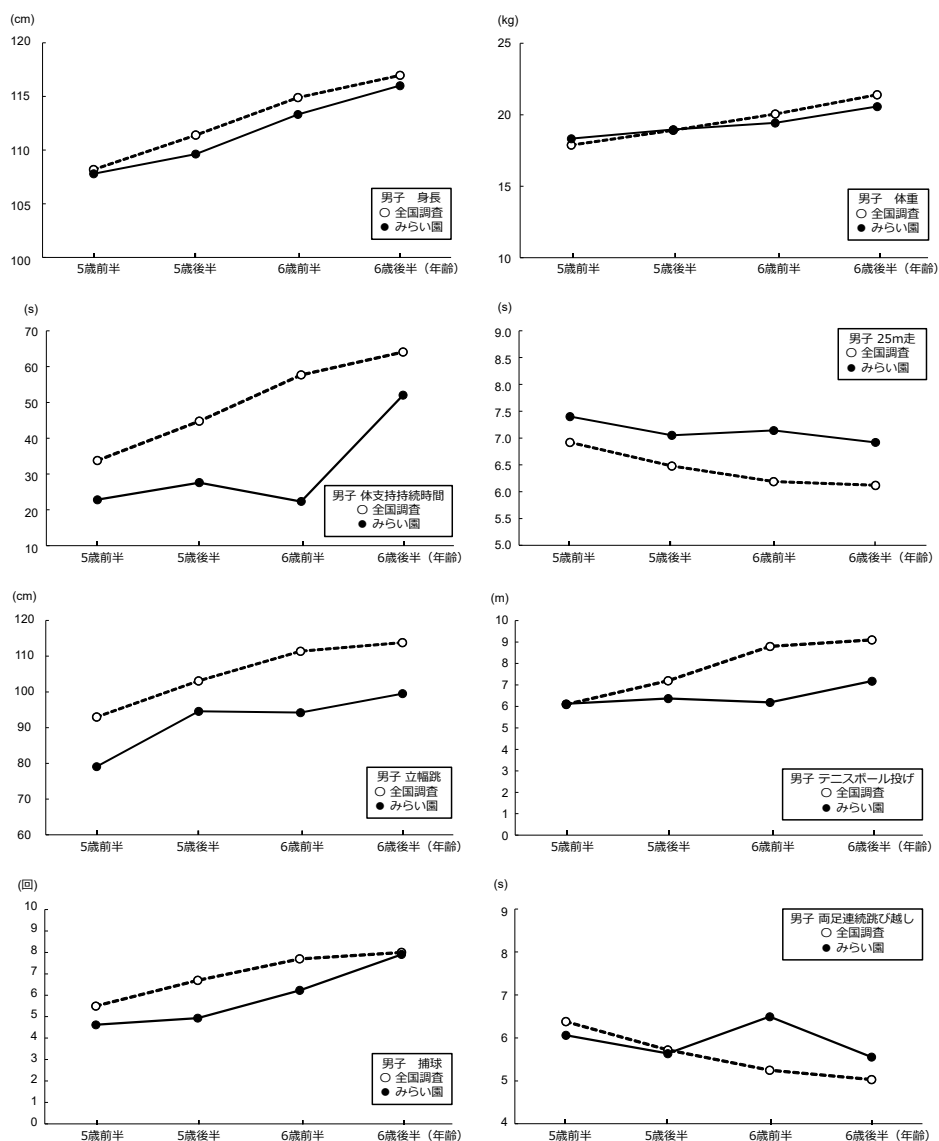 (cm)
120
115
110
105
100
5歳前半 5歳後半 6歳前半 6歳後半（年齢）
男子 身長
全国調査
みらい園
(kg)
25
20
15
10
5歳前半 5歳後半 6歳前半 6歳後半（年齢）
男子 体重
全国調査
みらい園
(s)
70
60
50
40
30
20
10
5歳前半 5歳後半 6歳前半 6歳後半（年齢）
男子 体支持持続時間
全国調査
みらい園
(s)
9.0
8.5
8.0
7.5
7.0
6.5
6.0
5.5
5.0
5歳前半 5歳後半 6歳前半 6歳後半（年齢）
男子 25m走
全国調査
みらい園
(cm)
120
110
100
90
80
70
60
5歳前半 5歳後半 6歳前半 6歳後半（年齢）
男子 立幅跳
全国調査
みらい園
(m)
10
9
8
7
6
5
4
3
2
1
0
5歳前半 5歳後半 6歳前半 6歳後半（年齢）
男子 テニスボール投げ
全国調査
みらい園
(回)
10
9
8
7
6
5
4
3
2
1
0
5歳前半 5歳後半 6歳前半 6歳後半（年齢）
男子 捕球
全国調査
みらい園
(s)
9
8
7
6
5
4
5歳前半 5歳後半 6歳前半 6歳後半（年齢）
男子 両足連続跳び越し
全国調査
みらい園